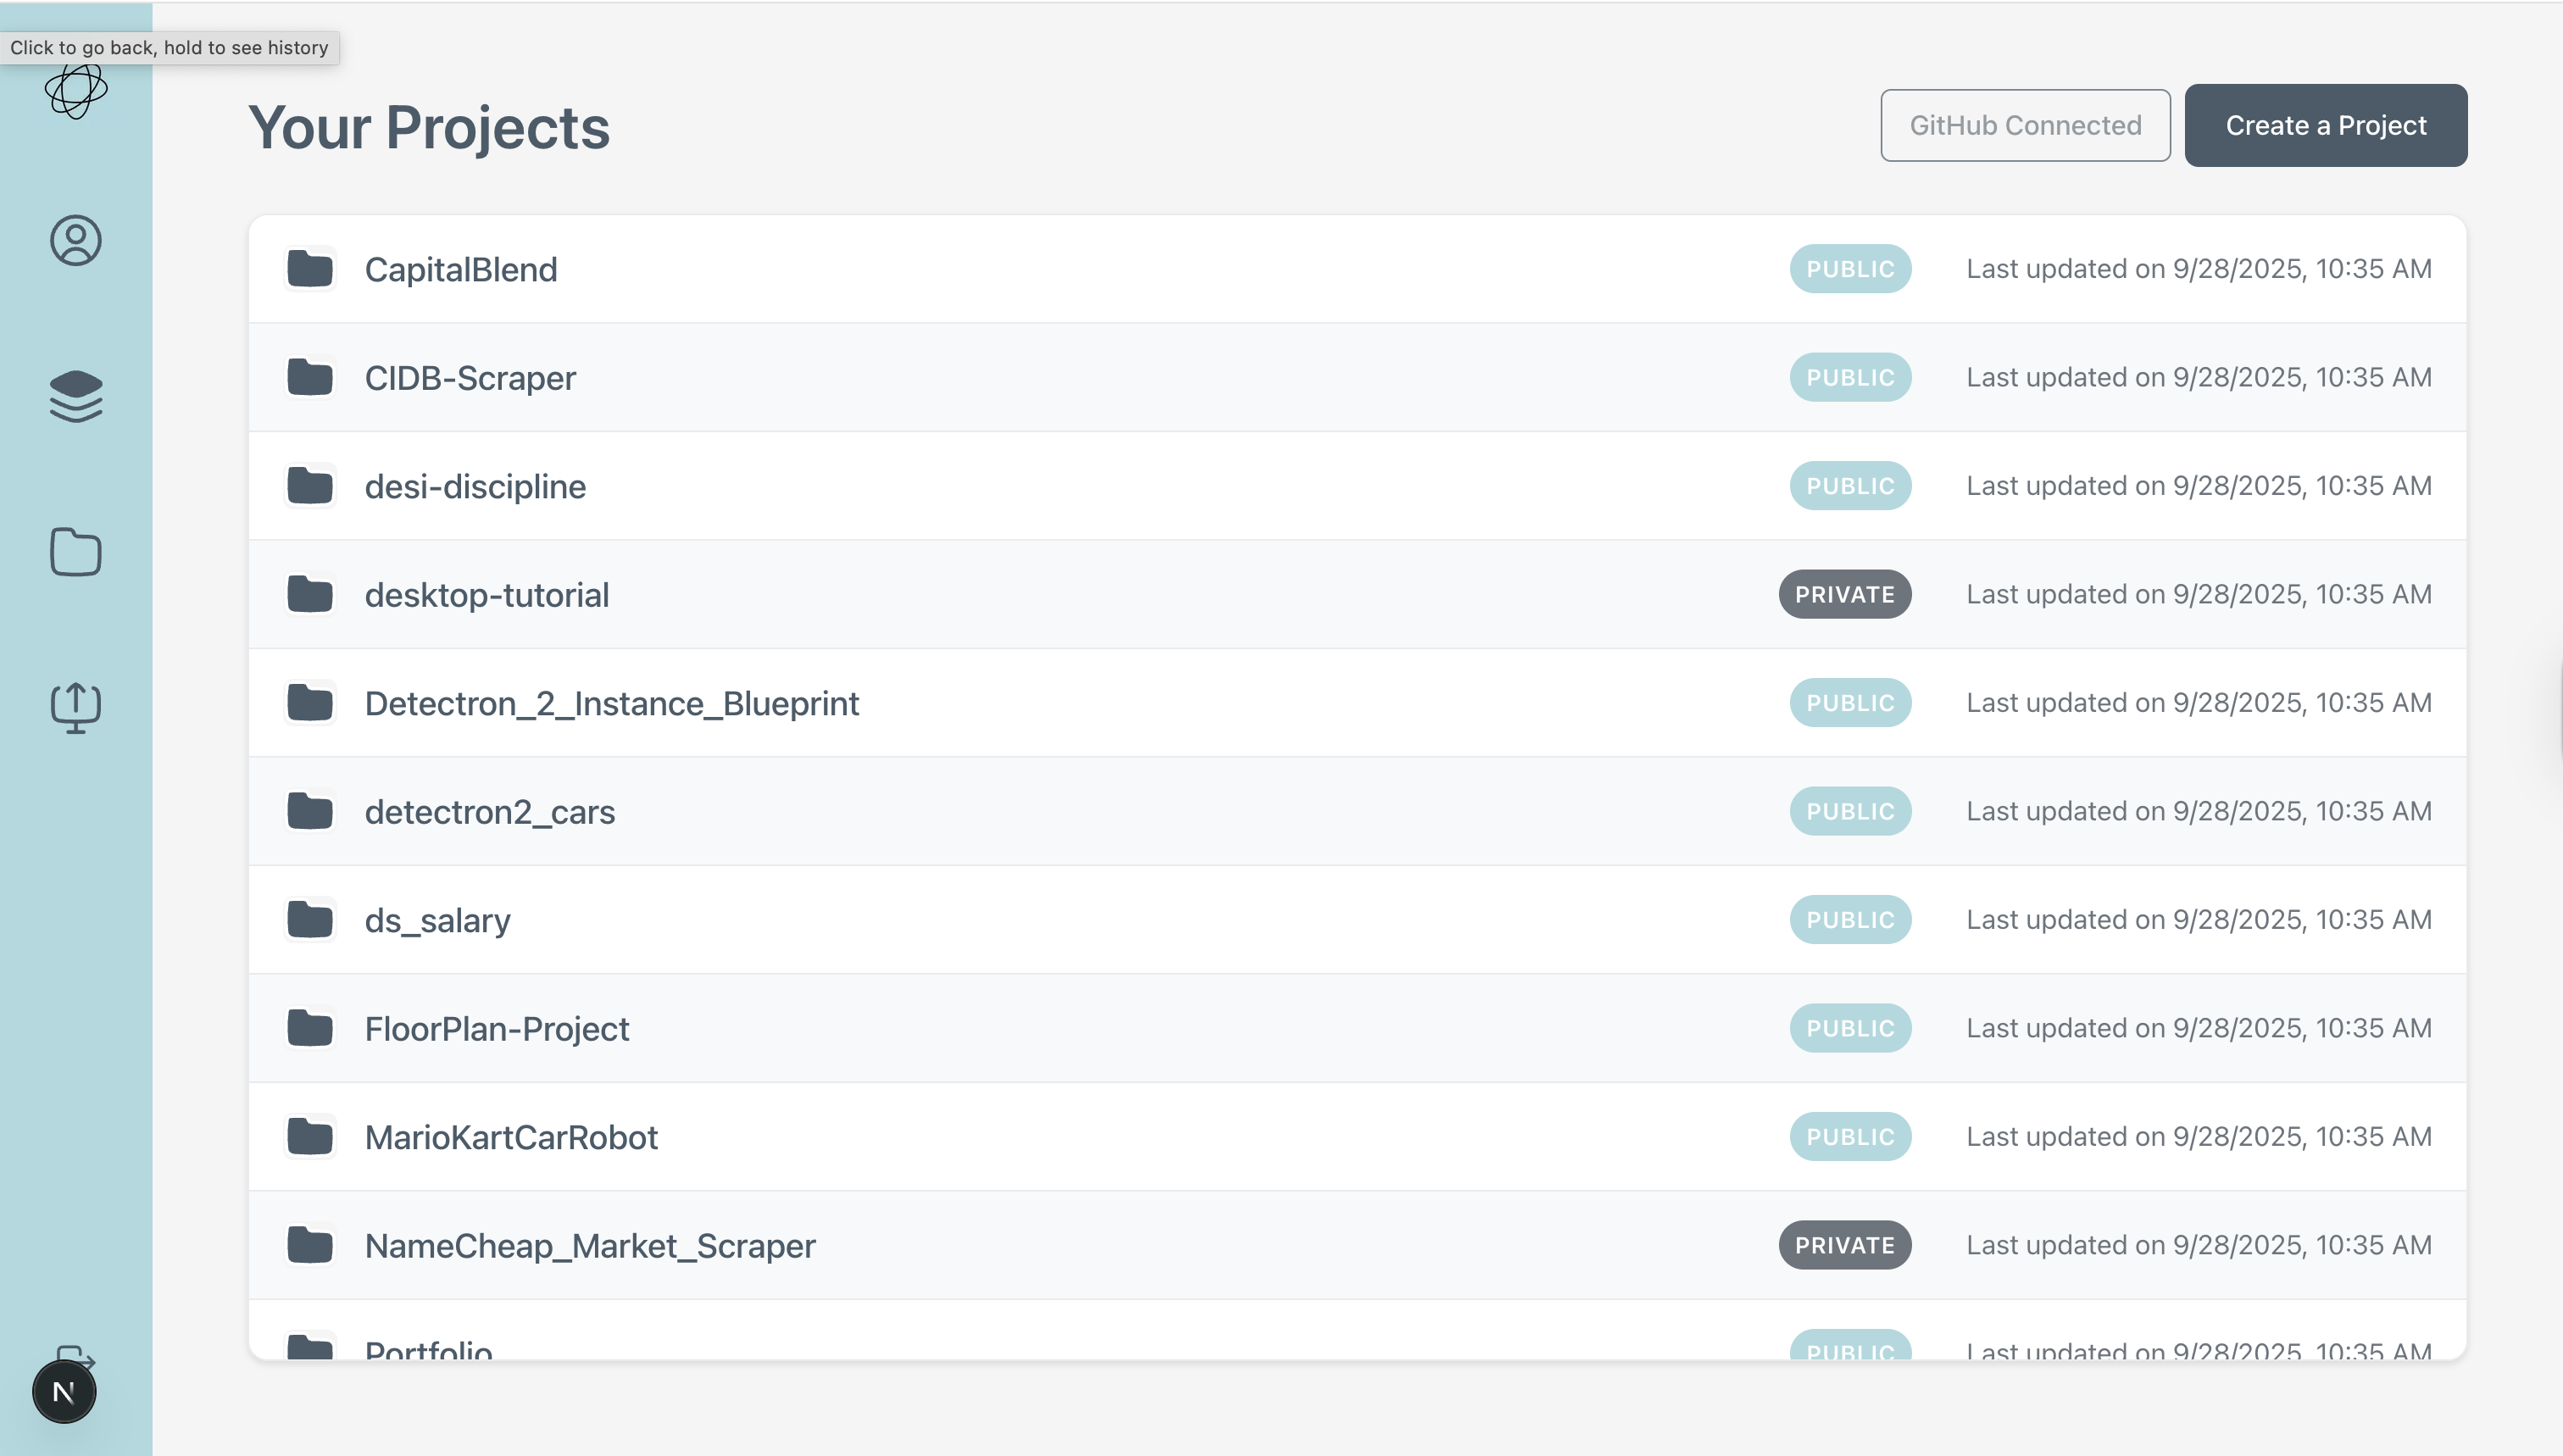 Click to go back, hold to see history
Your Projects
GitHub Connected
Create a Project
CapitalBlend PUBLIC Last updated on 9/28/2025, 10:35 AM
CIDB-Scraper PUBLIC Last updated on 9/28/2025, 10:35 AM
desi-discipline PUBLIC Last updated on 9/28/2025, 10:35 AM
desktop-tutorial PRIVATE Last updated on 9/28/2025, 10:35 AM
Detectron_2_Instance_Blueprint PUBLIC Last updated on 9/28/2025, 10:35 AM
detectron2_cars PUBLIC Last updated on 9/28/2025, 10:35 AM
ds_salary PUBLIC Last updated on 9/28/2025, 10:35 AM
FloorPlan-Project PUBLIC Last updated on 9/28/2025, 10:35 AM
MarioKartCarRobot PUBLIC Last updated on 9/28/2025, 10:35 AM
NameCheap_Market_Scraper PRIVATE Last updated on 9/28/2025, 10:35 AM
Portfolio PUBLIC Last updated on 9/28/2025, 10:35 AM
N